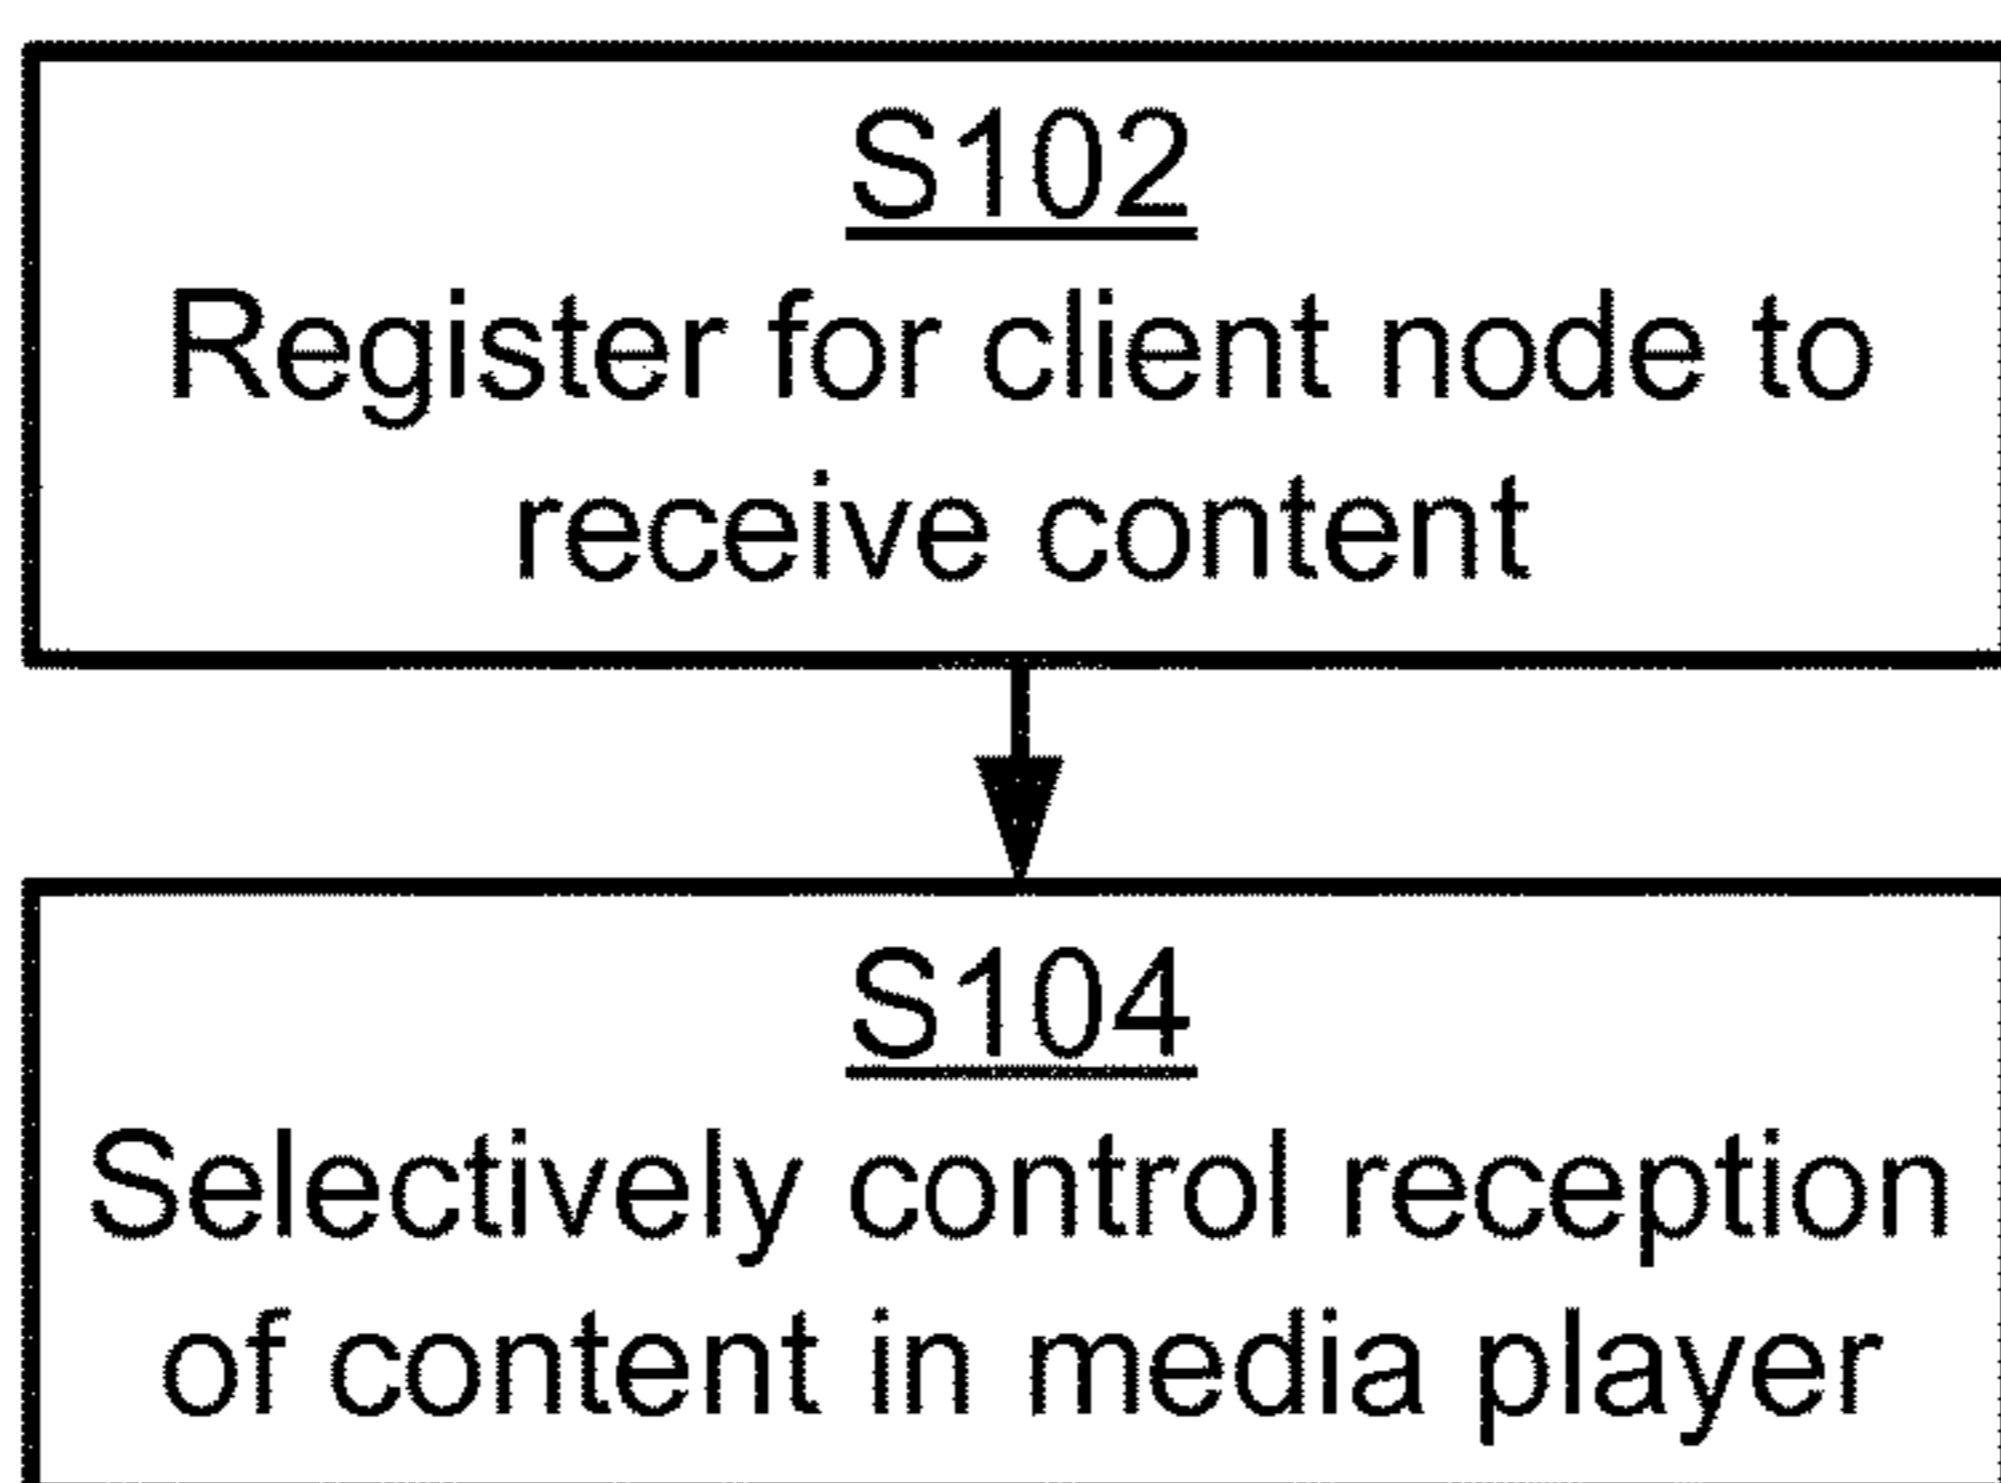 S102
Register for client node to
receive content
S104
Selectively control reception
of content in media player